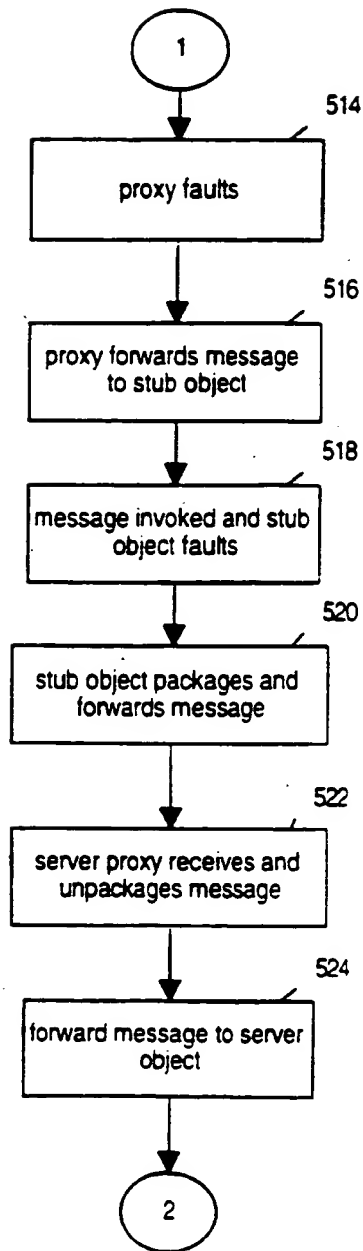 1
514
proxy faults
516
proxy forwards message
to stub object
518
message invoked and stub
object faults
520
stub object packages and
forwards message
522
server proxy receives and
unpackages message
524
forward message to server
object
2